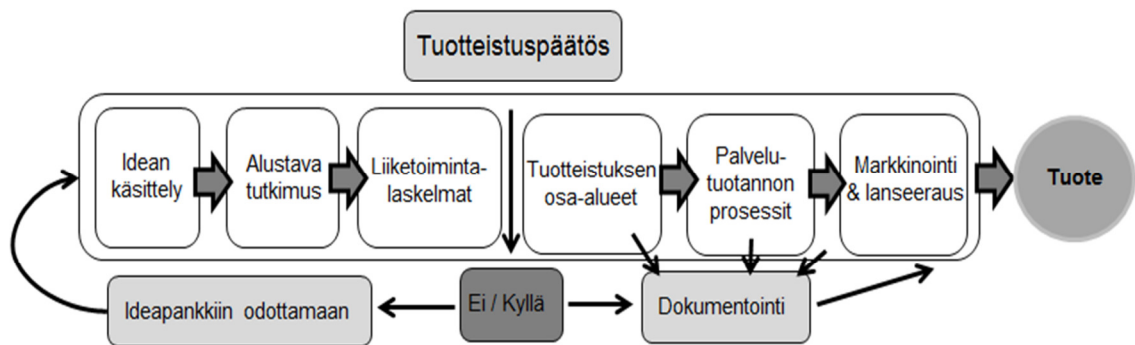 Tuotteistuspäätös
Idean
käsittely
Alustava
tutkimus
Liiketoiminta-
laskelmat
Tuotteistuksen
osa-alueet
Palvelu-
tuotannon
prosessit
Markkinointi
& lanseeraus
Tuote
Ideapankkiin odottamaan
Ei / Kyllä
Dokumentointi